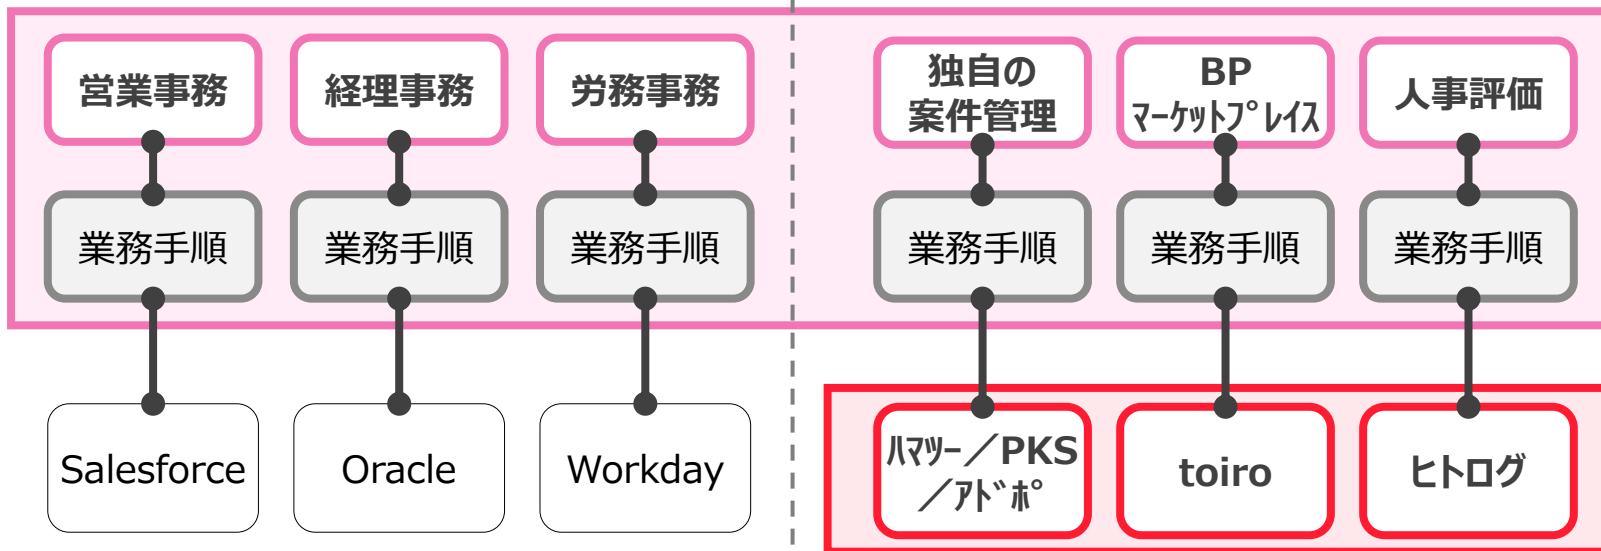 営業事務
経理事務
労務事務
独自の
案件管理
BP
ﾏｰｹｯﾄﾌﾟﾚｲｽ
人事評価
業務手順
業務手順
業務手順
業務手順
業務手順
業務手順
Salesforce
Oracle
Workday
ﾊﾏﾂｰ／PKS
／ｱﾄﾞﾎﾟ
toiro
ヒトログ